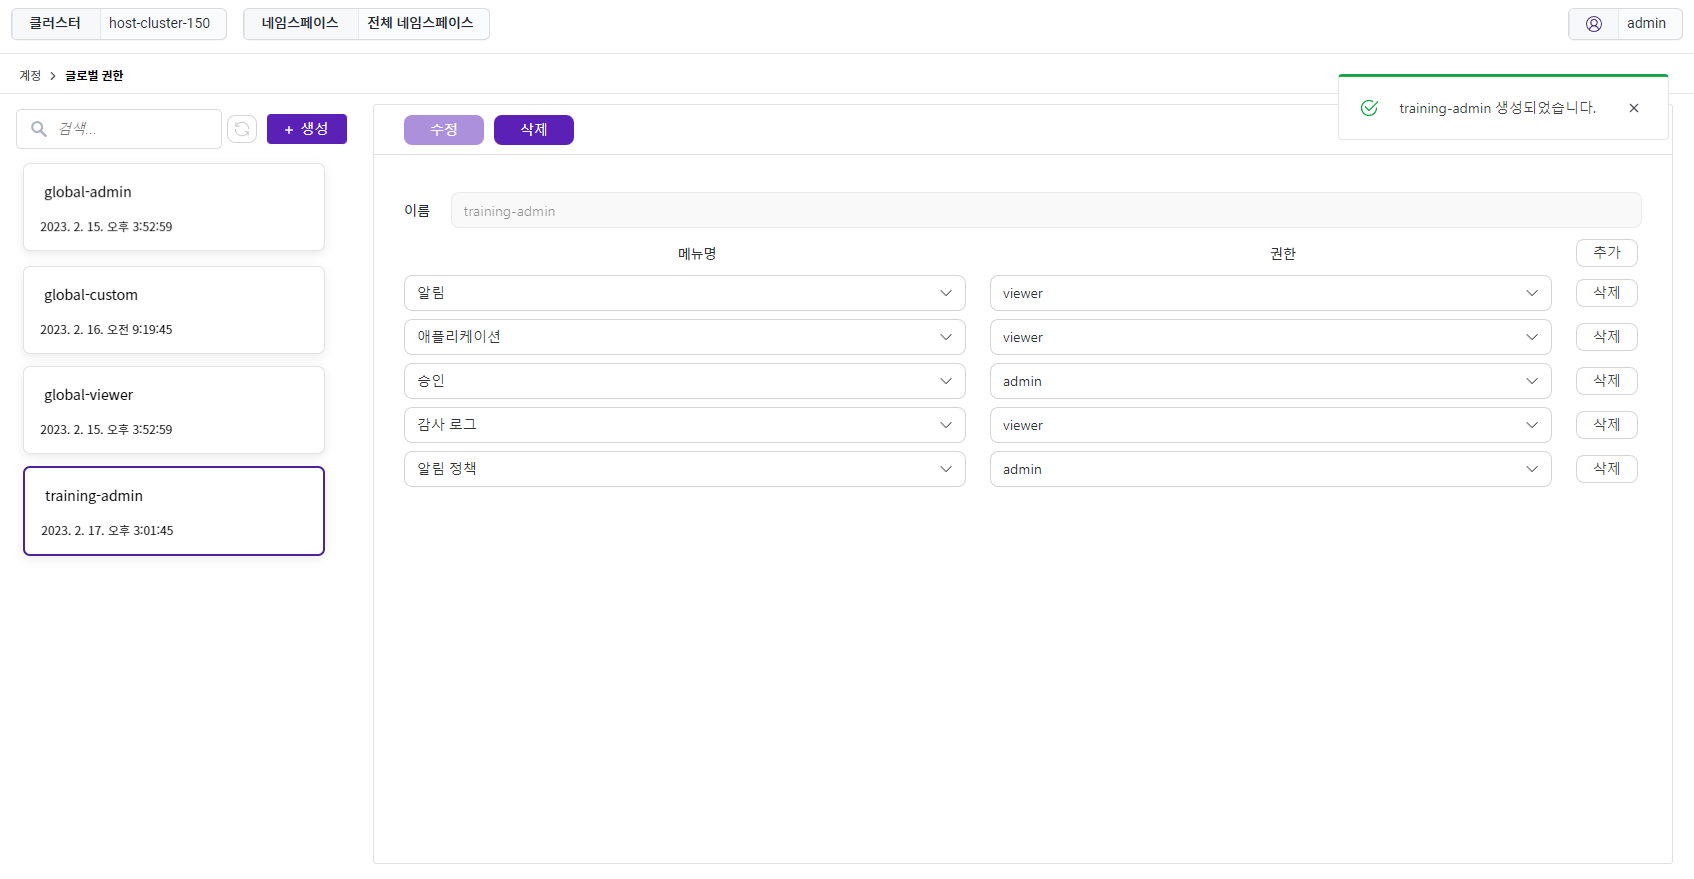 클러스터 host-cluster-150 네임스페이스 전체 네임스페이스 admin
계정 > 글로벌 권한
training-admin 생성되었습니다.
검색...
+ 생성
global-admin
2023. 2. 15. 오후 3:52:59
global-custom
2023. 2. 16. 오전 9:19:45
global-viewer
2023. 2. 15. 오후 3:52:59
training-admin
2023. 2. 17. 오후 3:01:45
수정 삭제
이름 training-admin
메뉴명 권한 추가
알림 viewer 삭제
애플리케이션 viewer 삭제
승인 admin 삭제
감사 로그 viewer 삭제
알림 정책 admin 삭제